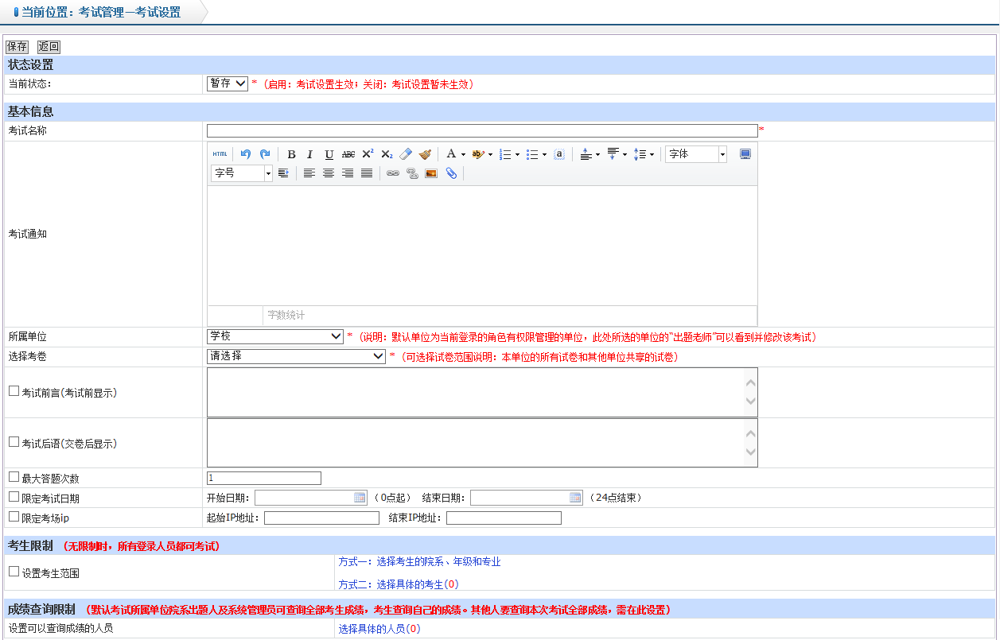 当前位置：考试管理—考试设置
保存 返回
状态设置
当前状态： 暂存 *（启用：考试设置生效；关闭：考试设置暂未生效）
基本信息
考试名称 *
HTML B I U ABC X² X₂ A ab a 字体
字号
考试通知
字数统计
所属单位 学校 *（说明：默认单位为当前登录的角色有权限管理的单位，此处所选的单位的“出题老师”可以看到并修改该考试）
选择考卷 请选择 *（可选择试卷范围说明：本单位的所有试卷和其他单位共享的试卷）
考试前言(考试前显示)
考试后语(交卷后显示)
最大答题次数 1
限定考试日期 开始日期： （0点起） 结束日期： （24点结束）
限定考场ip 起始IP地址： 结束IP地址：
考生限制 （无限制时，所有登录人员都可考试）
设置考生范围 方式一：选择考生的院系、年级和专业
方式二：选择具体的考生(0)
成绩查询限制 （默认考试所属单位院系出题人及系统管理员可查询全部考生成绩，考生查询自己的成绩。其他人要查询本次考试全部成绩，需在此设置）
设置可以查询成绩的人员 选择具体的人员(0)